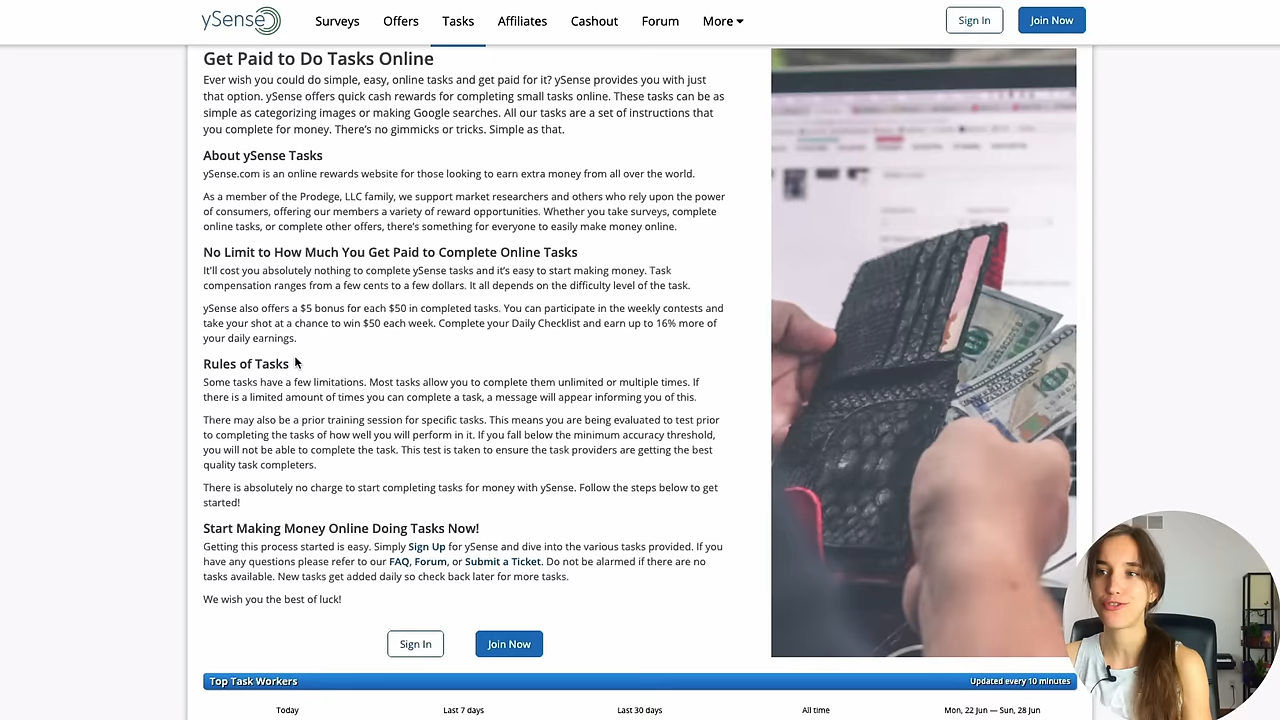 ySense
Surveys
Offers
Tasks
Affiliates
Cashout
Forum
More
Sign In
Join Now
Get Paid to Do Tasks Online
Ever wish you could do simple, easy, online tasks and get paid for it? ySense provides you with just
that option. ySense offers quick cash rewards for completing small tasks online. These tasks can be as
simple as categorizing images or making Google searches. All our tasks are a set of instructions that
you complete for money. There's no gimmicks or tricks. Simple as that.
About ySense Tasks
ySense.com is an online rewards website for those looking to earn extra money from all over the world.
As a member of the Prodege, LLC family, we support market researchers and others who rely upon the power
of consumers, offering our members a variety of reward opportunities. Whether you take surveys, complete
online tasks, or complete other offers, there's something for everyone to easily make money online.
No Limit to How Much You Get Paid to Complete Online Tasks
It'll cost you absolutely nothing to complete ySense tasks and it's easy to start making money. Task
compensation ranges from a few cents to a few dollars. It all depends on the difficulty level of the task.
ySense also offers a $5 bonus for each $50 in completed tasks. You can participate in the weekly contests and
take your shot at a chance to win $50 each week. Complete your Daily Checklist and earn up to 16% more of
your daily earnings.
Rules of Tasks
Some tasks have a few limitations. Most tasks allow you to complete them unlimited or multiple times. If
there is a limited amount of times you can complete a task, a message will appear informing you of this.
There may also be a prior training session for specific tasks. This means you are being evaluated to test prior
to completing the tasks of how well you will perform in it. If you fall below the minimum accuracy threshold,
you will not be able to complete the task. This test is taken to ensure the task providers are getting the best
quality task completers.
There is absolutely no charge to start completing tasks for money with ySense. Follow the steps below to get
started!
Start Making Money Online Doing Tasks Now!
Getting this process started is easy. Simply Sign Up for ySense and dive into the various tasks provided. If you
have any questions please refer to our FAQ, Forum, or Submit a Ticket. Do not be alarmed if there are no
tasks available. New tasks get added daily so check back later for more tasks.
We wish you the best of luck!
Sign In
Join Now
Top Task Workers
Updated every 10 minutes
Today
Last 7 days
Last 30 days
All time
Mon, 22 Jun — Sun, 28 Jun